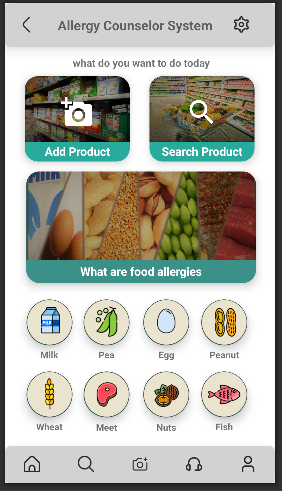 Allergy Counselor System
what do you want to do today
Add Product
Search Product
What are food allergies
Milk
Pea
Egg
Peanut
Wheat
Meet
Nuts
Fish